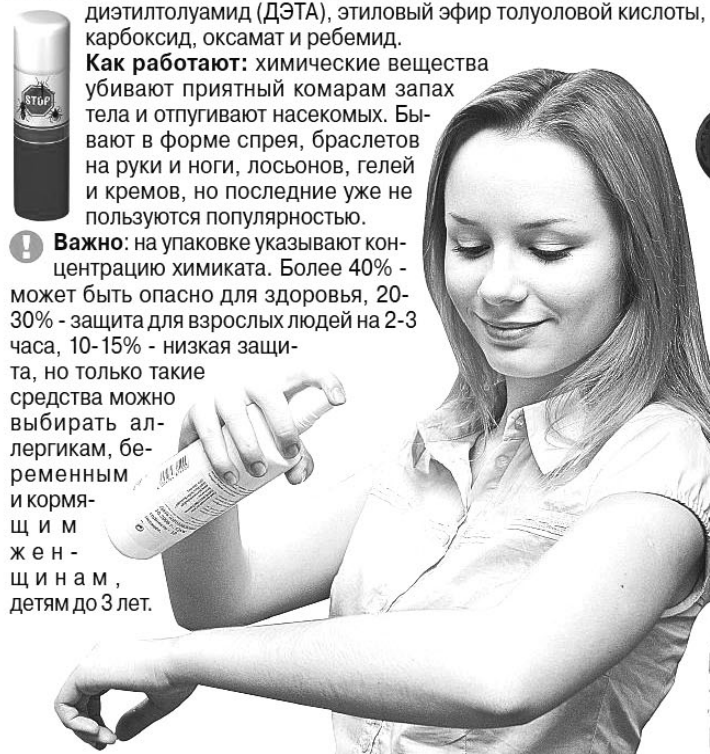 диэтилтолуамид (ДЭТА), этиловый эфир толуоловой кислоты,
карбоксид, оксамат и ребемид.
Как работают: химические вещества
убивают приятный комарам запах
тела и отпугивают насекомых. Бы-
вают в форме спрея, браслетов
на руки и ноги, лосьонов, гелей
и кремов, но последние уже не
пользуются популярностью.
STOP
! Важно: на упаковке указывают кон-
центрацию химиката. Более 40% -
может быть опасно для здоровья, 20-
30% - защита для взрослых людей на 2-3
часа, 10-15% - низкая защи-
та, но только такие
средства можно
выбирать ал-
лергикам, бе-
ременным
и кормя-
щим
жен-
щинам,
детям до 3 лет.